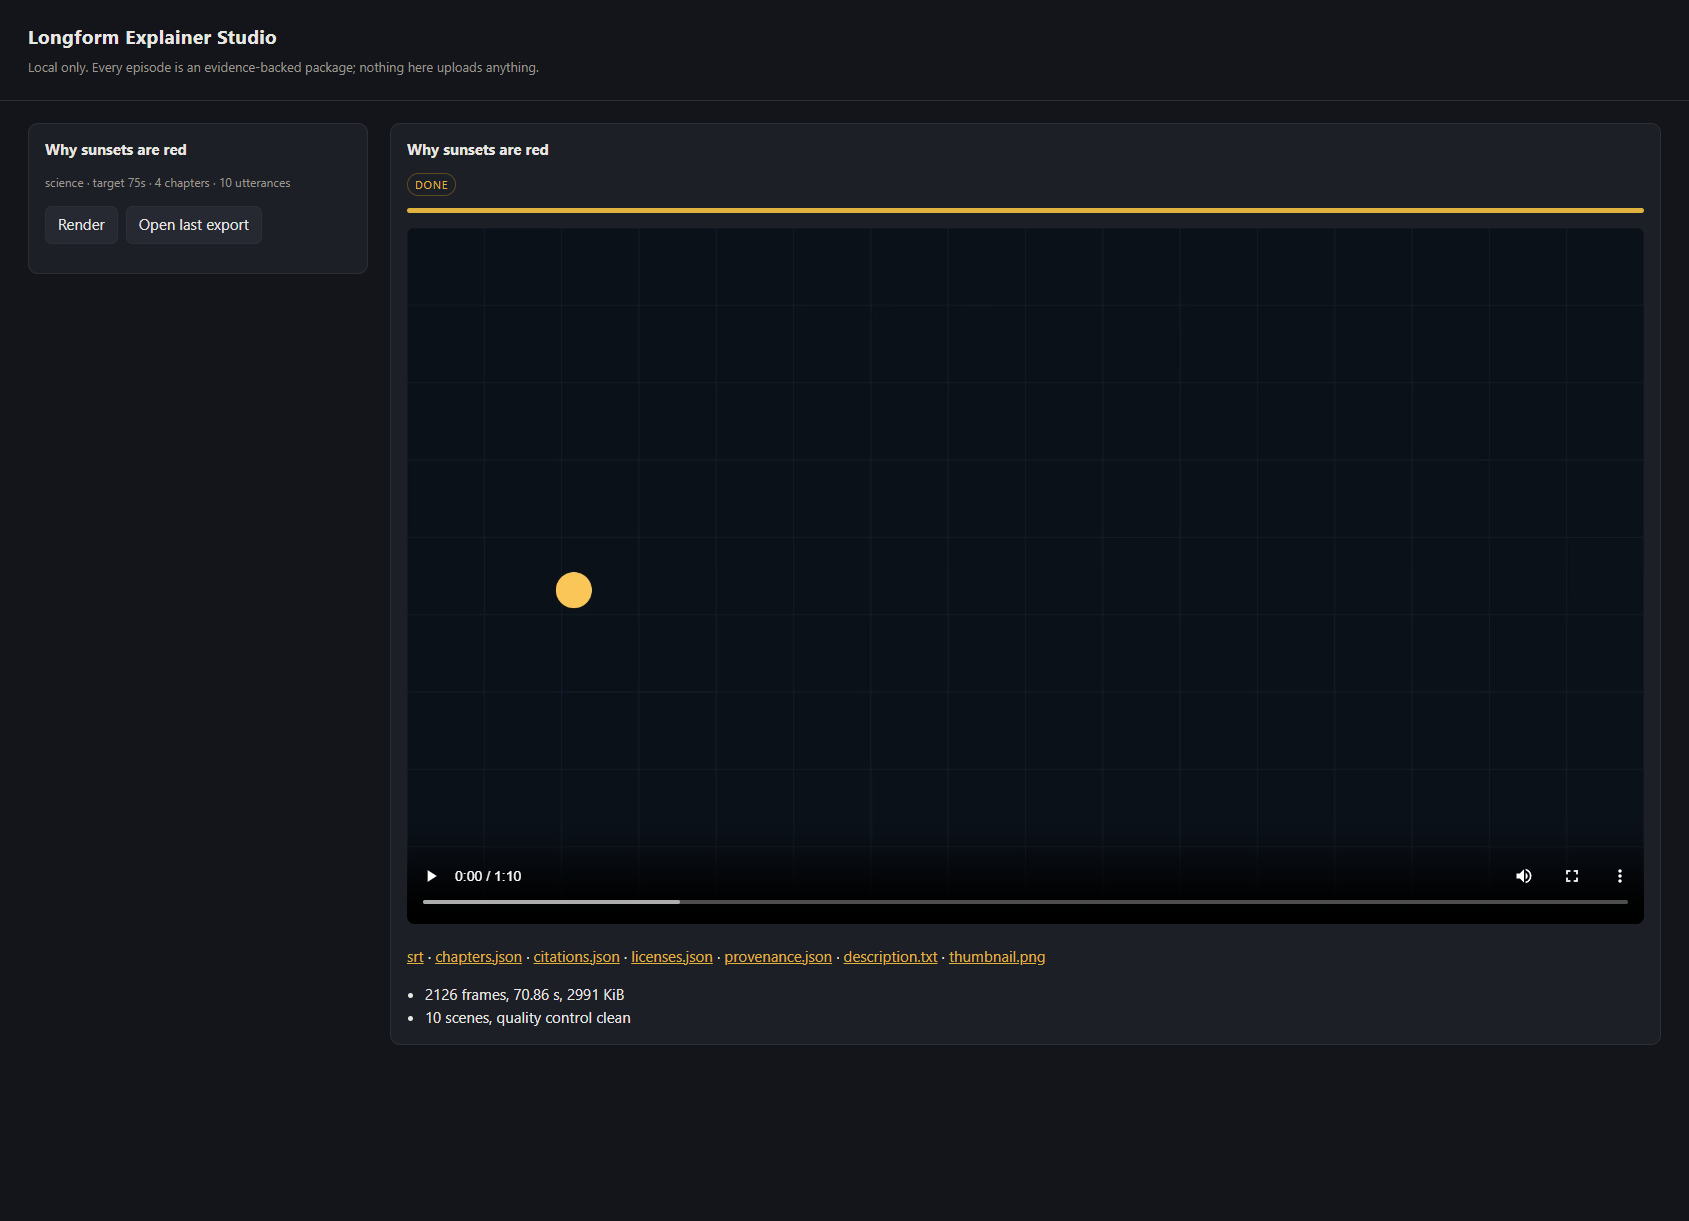 Longform Explainer Studio
Local only. Every episode is an evidence-backed package; nothing here uploads anything.
Why sunsets are red
science · target 75s · 4 chapters · 10 utterances
Render
Open last export
Why sunsets are red
DONE
0:00 / 1:10
srt · chapters.json · citations.json · licenses.json · provenance.json · description.txt · thumbnail.png
2126 frames, 70.86 s, 2991 KiB
10 scenes, quality control clean